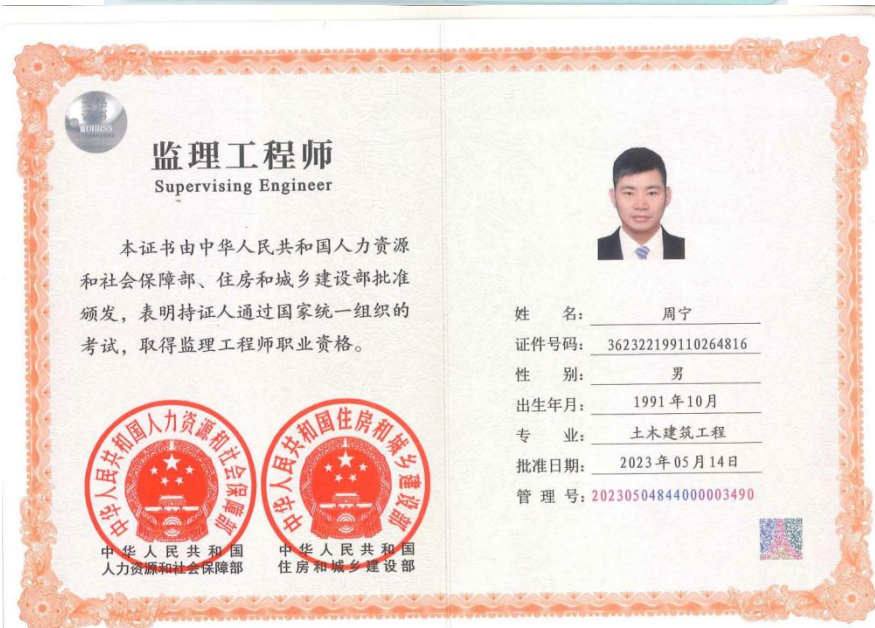 监理工程师
Supervising Engineer
本证书由中华人民共和国人力资源
和社会保障部、住房和城乡建设部批准
颁发，表明持证人通过国家统一组织的
考试，取得监理工程师职业资格。
中华人民共和国人力资源和社会保障部
中华人民共和国
人力资源和社会保障部
中华人民共和国住房和城乡建设部
中华人民共和国
住房和城乡建设部
姓 名: 周宁
证件号码: 362322199110264816
性 别: 男
出生年月: 1991年10月
专 业: 土木建筑工程
批准日期: 2023年05月14日
管 理 号: 20230504844000003490